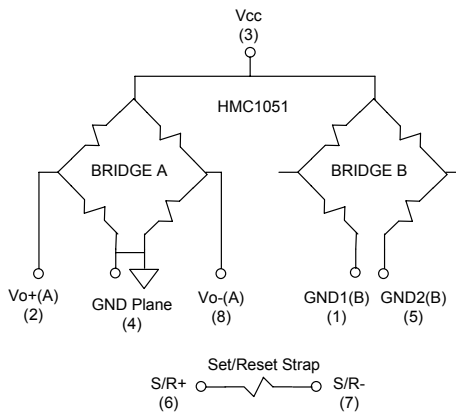 Vcc
(3)
HMC1051
BRIDGE A
BRIDGE B
Vo+(A)
(2)
GND Plane
(4)
Vo-(A)
(8)
GND1(B)
(1)
GND2(B)
(5)
Set/Reset Strap
S/R+
(6)
S/R-
(7)